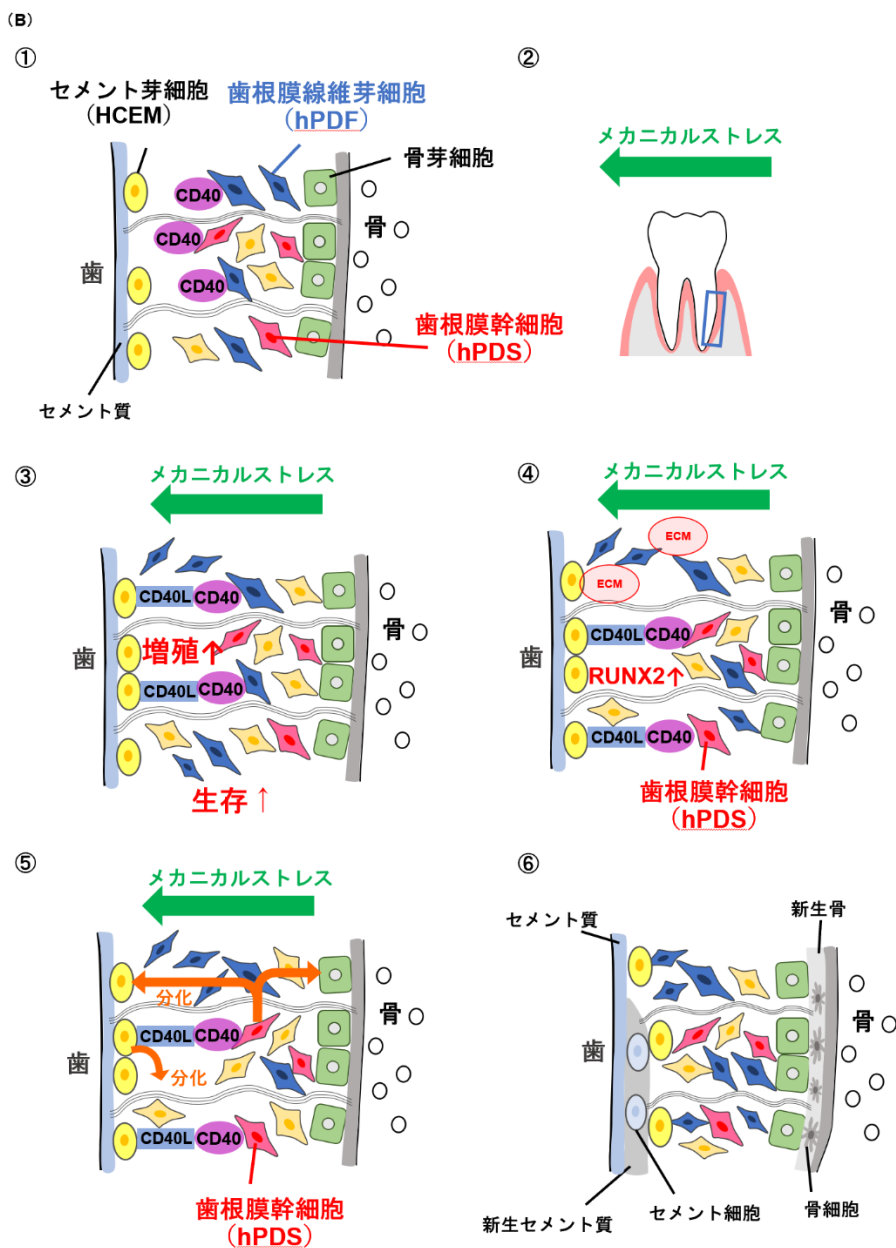 (B)
①
セメント芽細胞
(HCEM)
歯根膜線維芽細胞
(hPDF)
骨芽細胞
CD40
CD40
CD40
骨
歯
歯根膜幹細胞
(hPDS)
セメント質
②
メカニカルストレス
③
メカニカルストレス
CD40L
CD40
増殖↑
骨
歯
CD40L
CD40
生存↑
④
メカニカルストレス
ECM
ECM
骨
CD40L
CD40
歯
RUNX2↑
CD40L
CD40
歯根膜幹細胞
(hPDS)
⑤
メカニカルストレス
分化
骨
CD40L
CD40
歯
分化
CD40L
CD40
歯根膜幹細胞
(hPDS)
⑥
セメント質
新生骨
骨
歯
新生セメント質
セメント細胞
骨細胞